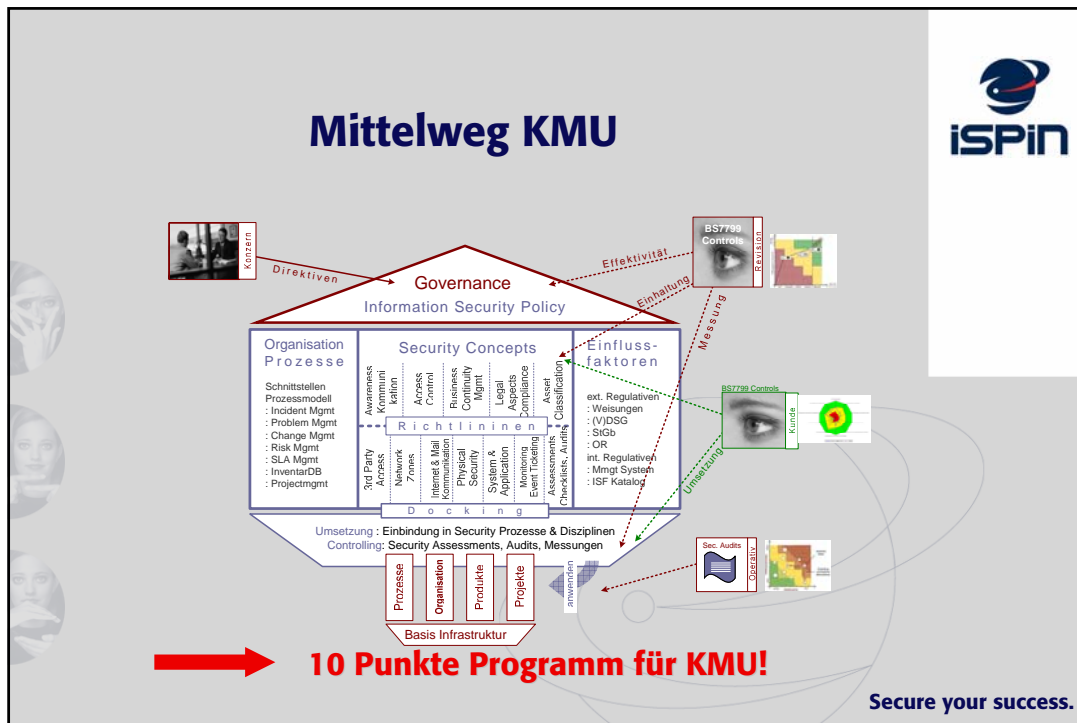 Mittelweg KMU
iSPiN
Konzern
Direktiven
Governance
Information Security Policy
Effektivität
Einhaltung
Messung
BS7799
Controls
Revision
Organisation
Prozesse
Schnittstellen
Prozessmodell
: Incident Mgmt
: Problem Mgmt
: Change Mgmt
: Risk Mgmt
: SLA Mgmt
: InventarDB
: Projectmgmt
Security Concepts
Awareness
Kommuni
kation
Access
Control
Business
Continuity
Mgmt
Legal
Aspects
Compliance
Asset
Classification
Richtlininen
3rd Party
Access
Network
Zones
Internet & Mail
Kommunikation
Physical
Security
System &
Application
Monitoring
Event Ticketing
Assessments
Checklists, Audits
Docking
Einfluss-
faktoren
ext. Regulativen
: Weisungen
: (V)DSG
: StGb
: OR
int. Regulativen
: Mmgt System
: ISF Katalog
BS7799 Controls
Kunde
Umsetzung
Umsetzung : Einbindung in Security Prozesse & Disziplinen
Controlling: Security Assessments, Audits, Messungen
Prozesse
Organisation
Produkte
Projekte
anwenden
Sec. Audits
Operativ
Basis Infrastruktur
10 Punkte Programm für KMU!
Secure your success.